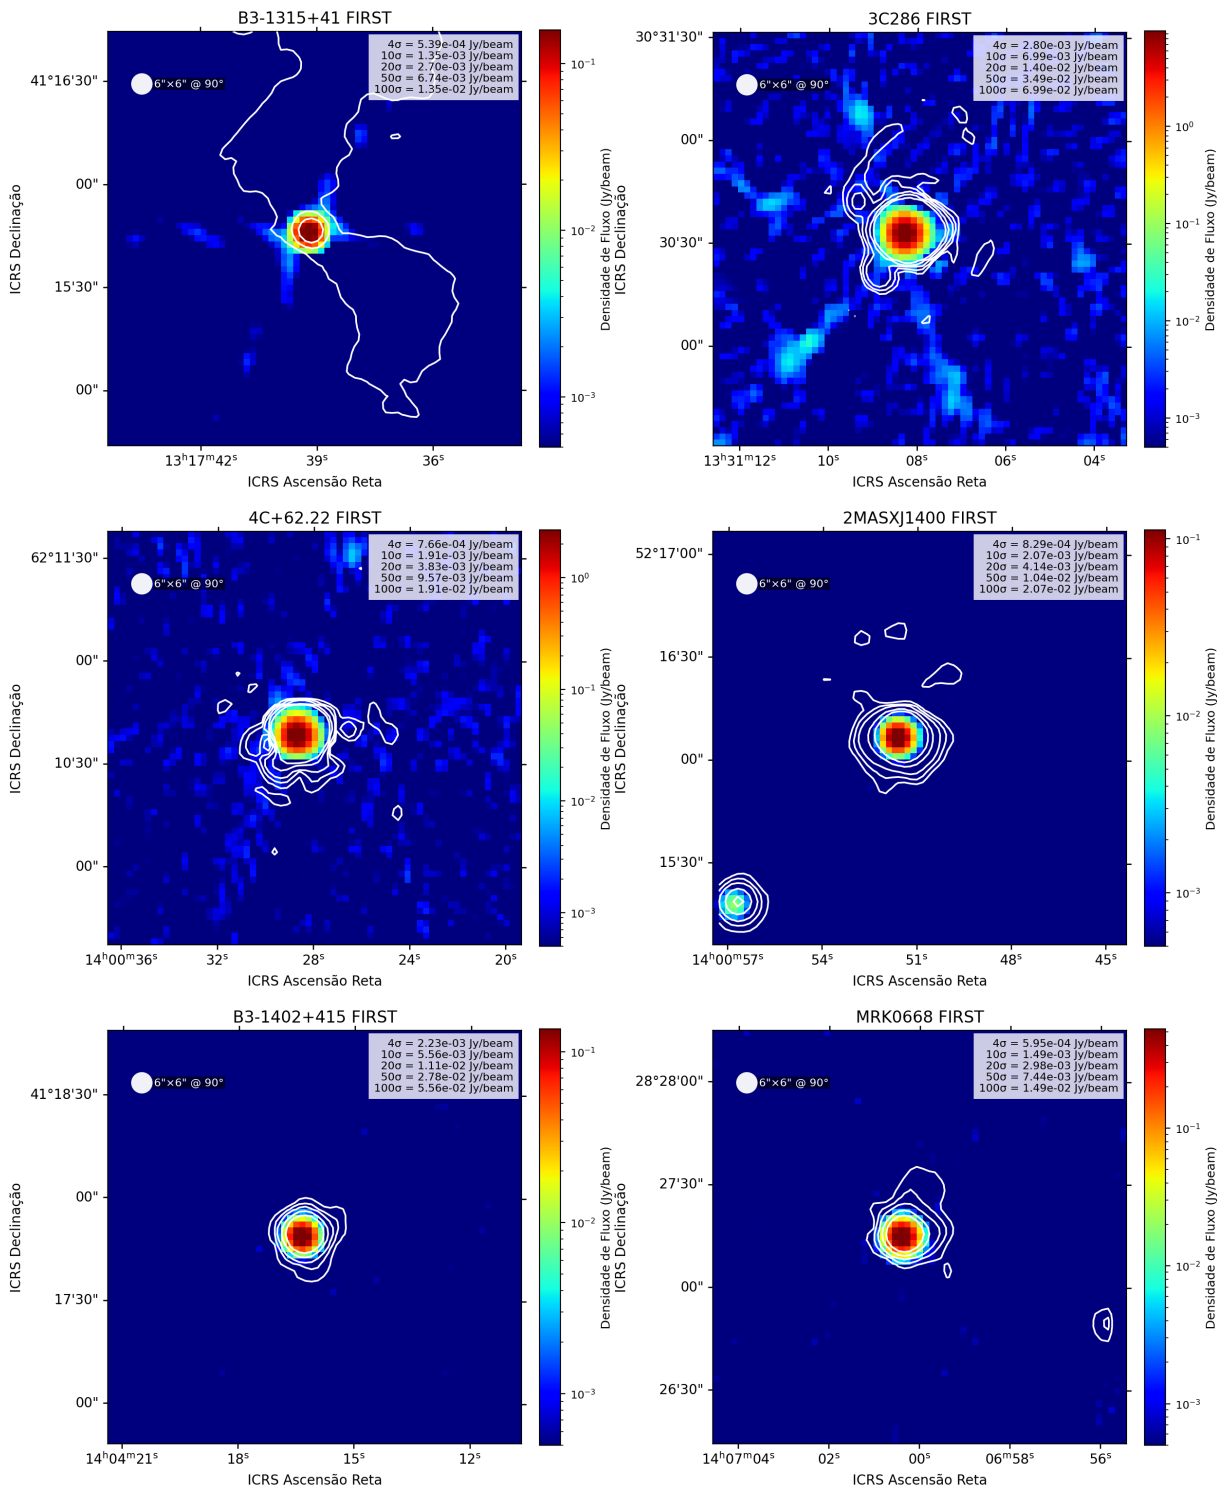 B3-1315+41 FIRST
4σ = 5.39e-04 Jy/beam
10σ = 1.35e-03 Jy/beam
20σ = 2.70e-03 Jy/beam
50σ = 6.74e-03 Jy/beam
100σ = 1.35e-02 Jy/beam
6"×6" @ 90°
41°16'30"
00"
15'30"
00"
ICRS Declinação
13ʰ17ᵐ42ˢ 39ˢ 36ˢ
ICRS Ascensão Reta
10⁻¹
10⁻²
10⁻³
Densidade de Fluxo (Jy/beam)
3C286 FIRST
4σ = 2.80e-03 Jy/beam
10σ = 6.99e-03 Jy/beam
20σ = 1.40e-02 Jy/beam
50σ = 3.49e-02 Jy/beam
100σ = 6.99e-02 Jy/beam
6"×6" @ 90°
30°31'30"
00"
30'30"
00"
ICRS Declinação
13ʰ31ᵐ12ˢ 10ˢ 08ˢ 06ˢ 04ˢ
ICRS Ascensão Reta
10⁰
10⁻¹
10⁻²
10⁻³
Densidade de Fluxo (Jy/beam)
4C+62.22 FIRST
4σ = 7.66e-04 Jy/beam
10σ = 1.91e-03 Jy/beam
20σ = 3.83e-03 Jy/beam
50σ = 9.57e-03 Jy/beam
100σ = 1.91e-02 Jy/beam
6"×6" @ 90°
62°11'30"
00"
10'30"
00"
ICRS Declinação
14ʰ00ᵐ36ˢ 32ˢ 28ˢ 24ˢ 20ˢ
ICRS Ascensão Reta
10⁰
10⁻¹
10⁻²
10⁻³
Densidade de Fluxo (Jy/beam)
2MASXJ1400 FIRST
4σ = 8.29e-04 Jy/beam
10σ = 2.07e-03 Jy/beam
20σ = 4.14e-03 Jy/beam
50σ = 1.04e-02 Jy/beam
100σ = 2.07e-02 Jy/beam
6"×6" @ 90°
52°17'00"
16'30"
00"
15'30"
ICRS Declinação
14ʰ00ᵐ57ˢ 54ˢ 51ˢ 48ˢ 45ˢ
ICRS Ascensão Reta
10⁻¹
10⁻²
10⁻³
Densidade de Fluxo (Jy/beam)
B3-1402+415 FIRST
4σ = 2.23e-03 Jy/beam
10σ = 5.56e-03 Jy/beam
20σ = 1.11e-02 Jy/beam
50σ = 2.78e-02 Jy/beam
100σ = 5.56e-02 Jy/beam
6"×6" @ 90°
41°18'30"
00"
17'30"
00"
ICRS Declinação
14ʰ04ᵐ21ˢ 18ˢ 15ˢ 12ˢ
ICRS Ascensão Reta
10⁻¹
10⁻²
10⁻³
Densidade de Fluxo (Jy/beam)
MRK0668 FIRST
4σ = 5.95e-04 Jy/beam
10σ = 1.49e-03 Jy/beam
20σ = 2.98e-03 Jy/beam
50σ = 7.44e-03 Jy/beam
100σ = 1.49e-02 Jy/beam
6"×6" @ 90°
28°28'00"
27'30"
00"
26'30"
ICRS Declinação
14ʰ07ᵐ04ˢ 02ˢ 00ˢ 06ᵐ58ˢ 56ˢ
ICRS Ascensão Reta
10⁻¹
10⁻²
10⁻³
Densidade de Fluxo (Jy/beam)